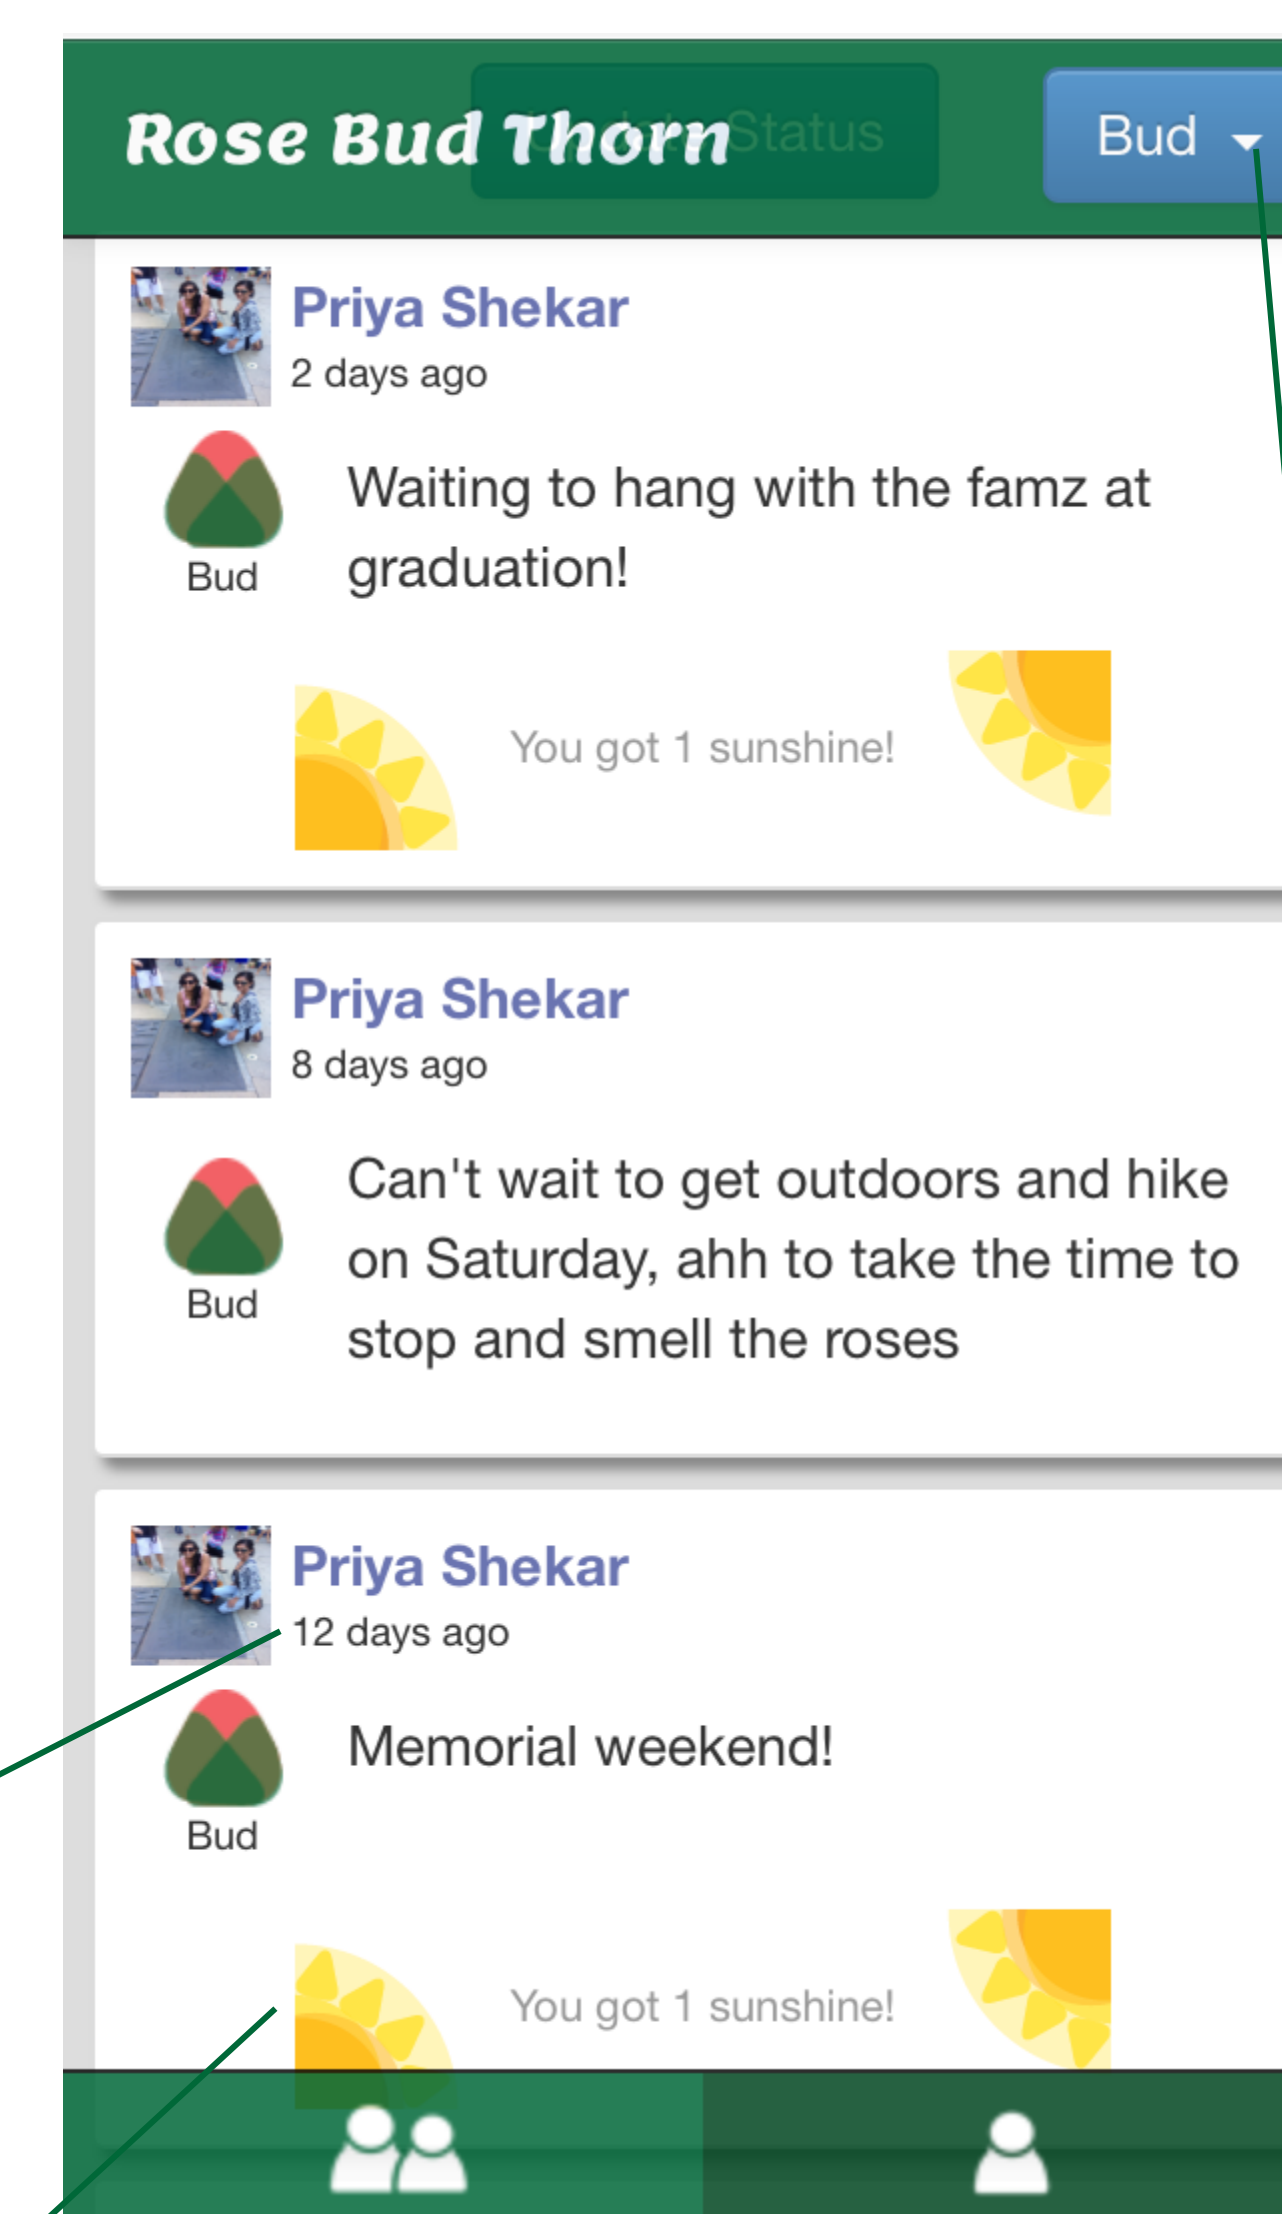 Rose Bud Thorn
Update Status
Bud
Priya Shekar
2 days ago
Waiting to hang with the famz at
graduation!
Bud
You got 1 sunshine!
Priya Shekar
8 days ago
Can't wait to get outdoors and hike
on Saturday, ahh to take the time to
stop and smell the roses
Bud
Priya Shekar
12 days ago
Memorial weekend!
Bud
You got 1 sunshine!